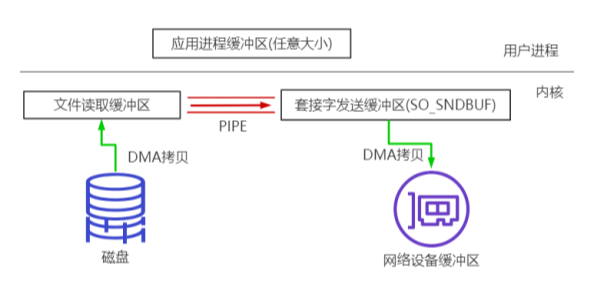 应用进程缓冲区(任意大小)
用户进程
内核
文件读取缓冲区
套接字发送缓冲区(SO_SNDBUF)
PIPE
DMA拷贝
DMA拷贝
磁盘
网络设备缓冲区